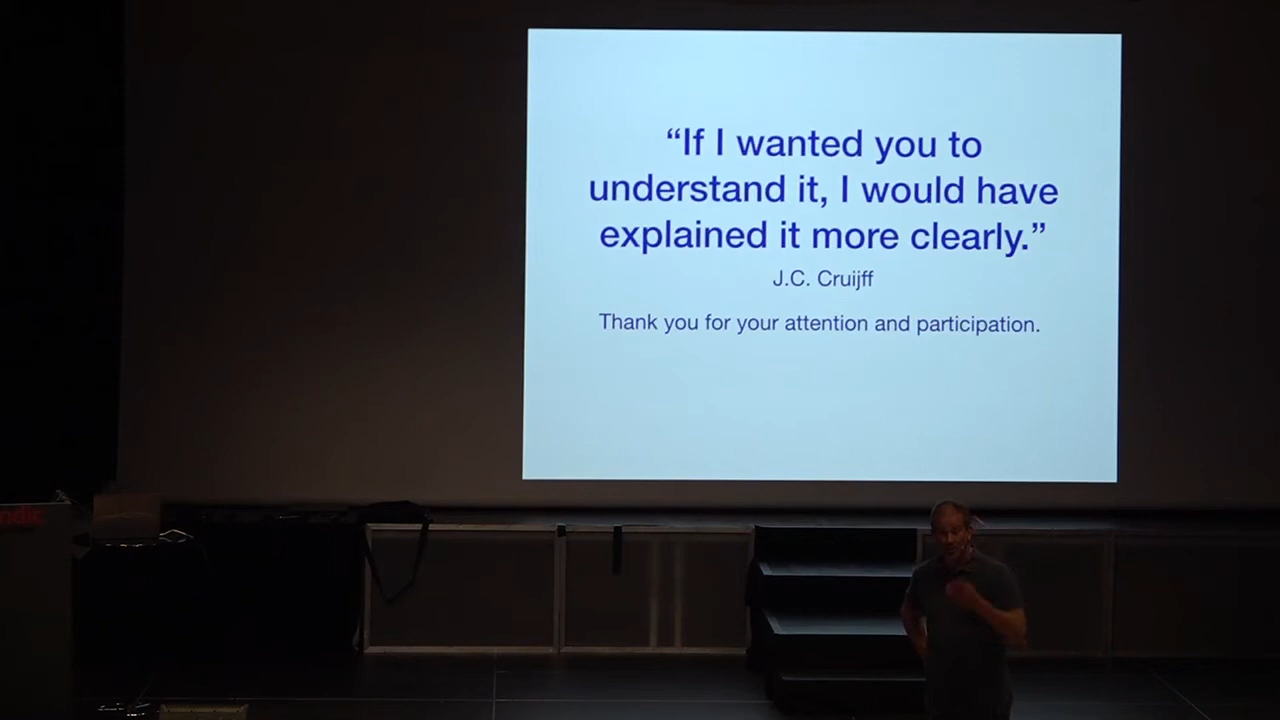 “If I wanted you to
understand it, I would have
explained it more clearly.”
J.C. Cruijff
Thank you for your attention and participation.